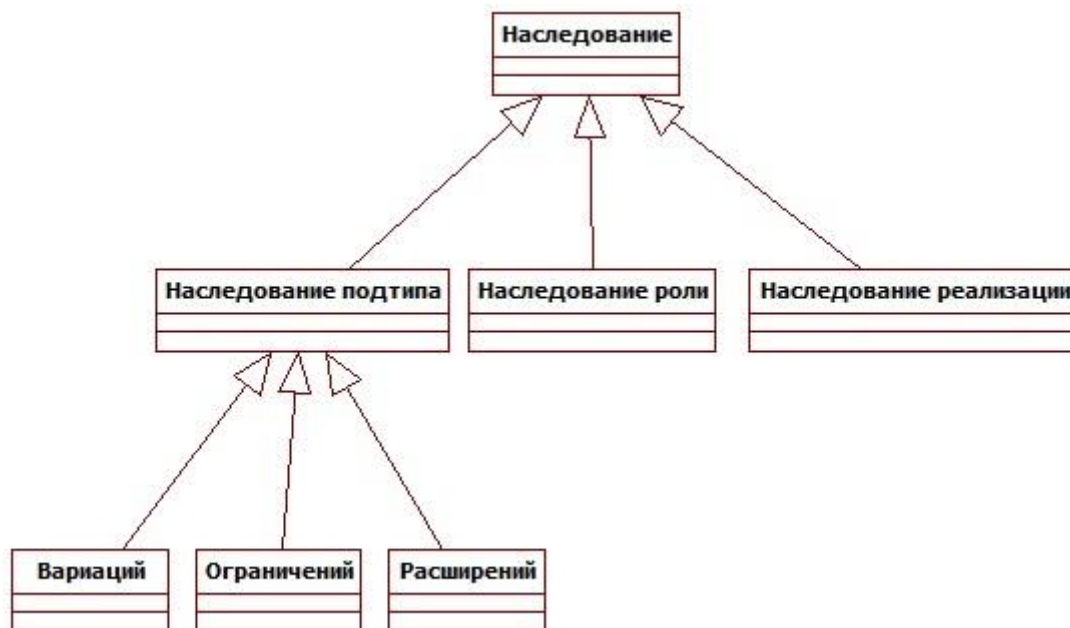 Наследование
Наследование подтипа
Наследование роли
Наследование реализации
Вариаций
Ограничений
Расширений